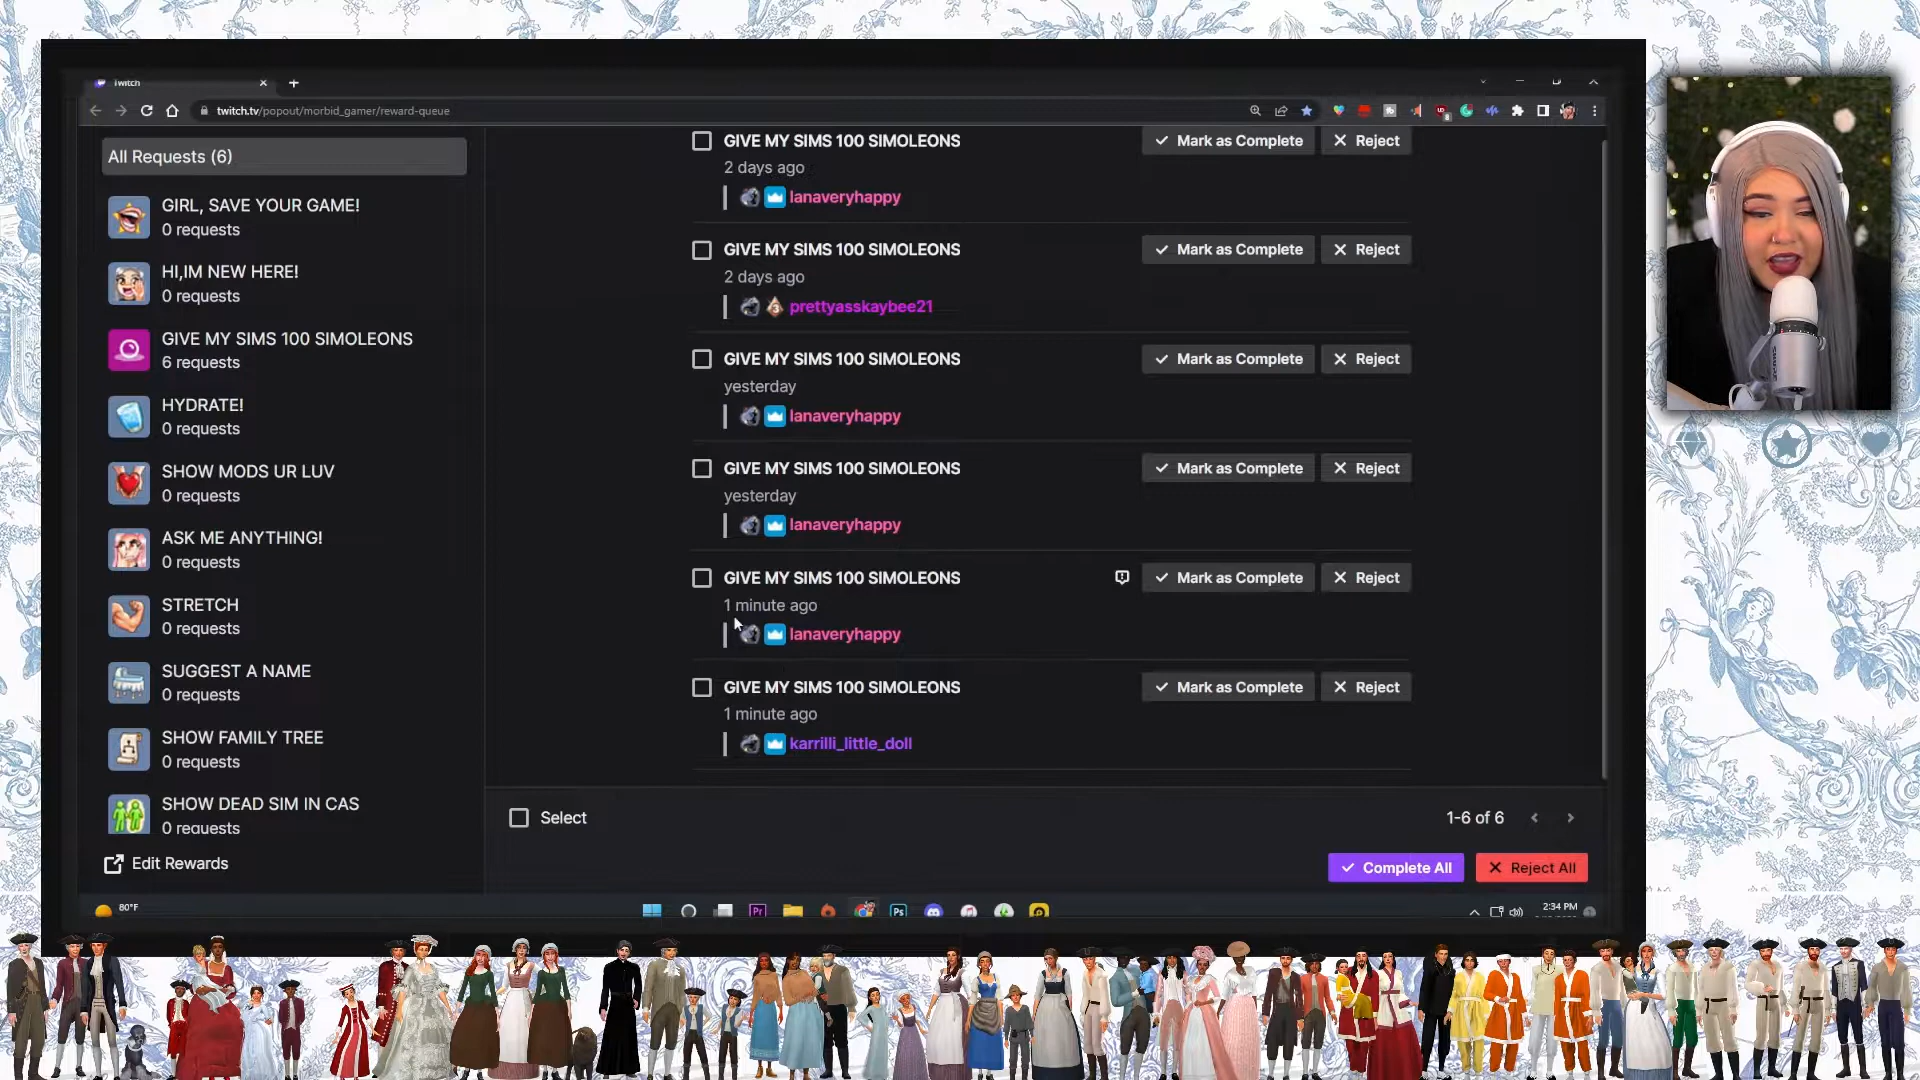 Twitch
twitch.tv/popout/morbid_gamer/reward-queue
All Requests (6)
GIRL, SAVE YOUR GAME!
0 requests
HI,IM NEW HERE!
0 requests
GIVE MY SIMS 100 SIMOLEONS
6 requests
HYDRATE!
0 requests
SHOW MODS UR LUV
0 requests
ASK ME ANYTHING!
0 requests
STRETCH
0 requests
SUGGEST A NAME
0 requests
SHOW FAMILY TREE
0 requests
SHOW DEAD SIM IN CAS
0 requests
Edit Rewards
GIVE MY SIMS 100 SIMOLEONS
Mark as Complete
Reject
2 days ago
lanaveryhappy
GIVE MY SIMS 100 SIMOLEONS
Mark as Complete
Reject
2 days ago
3
prettyasskaybee21
GIVE MY SIMS 100 SIMOLEONS
Mark as Complete
Reject
yesterday
lanaveryhappy
GIVE MY SIMS 100 SIMOLEONS
Mark as Complete
Reject
yesterday
lanaveryhappy
GIVE MY SIMS 100 SIMOLEONS
Mark as Complete
Reject
1 minute ago
lanaveryhappy
GIVE MY SIMS 100 SIMOLEONS
Mark as Complete
Reject
1 minute ago
karrilli_little_doll
Select
1-6 of 6
Complete All
Reject All
80°F
Pr
Ps
2:34 PM